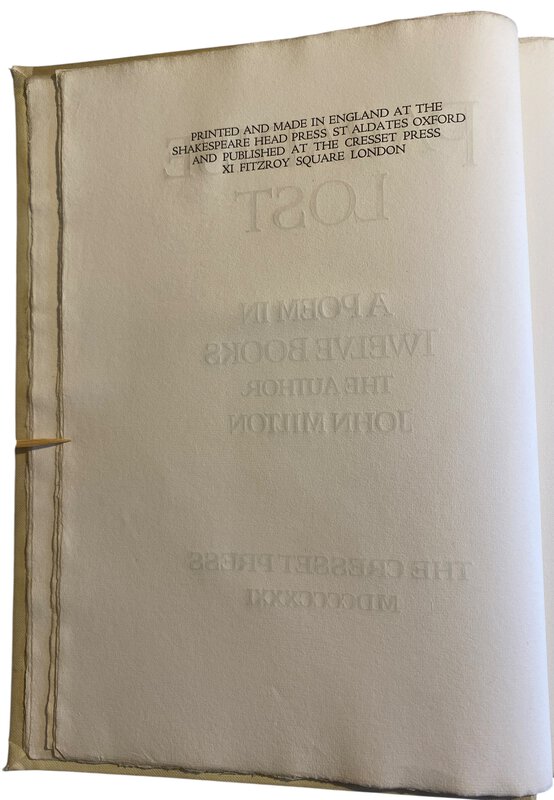 PRINTED AND MADE IN ENGLAND AT THE
SHAKESPEARE HEAD PRESS ST ALDATES OXFORD
AND PUBLISHED AT THE CRESSET PRESS
XI FITZROY SQUARE LONDON
LOST
A POEM IN
TWELVE BOOKS
THE AUTHOR
JOHN MILTON
THE CRESSET PRESS
MDCCCCXXXI